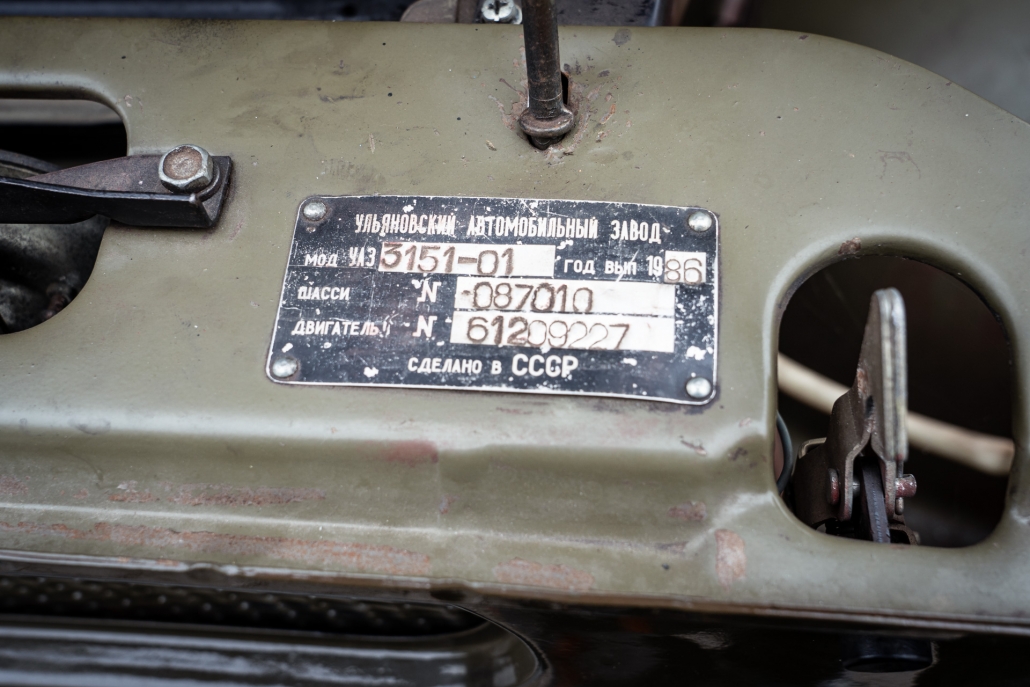 УЛЬЯНОВСКИЙ АВТОМОБИЛЬНЫЙ ЗАВОД
МОД УАЗ 3151-01 ГОД ВЫП 1986
ШАССИ N 087010
ДВИГАТЕЛЬ N 61209227
СДЕЛАНО В СССР